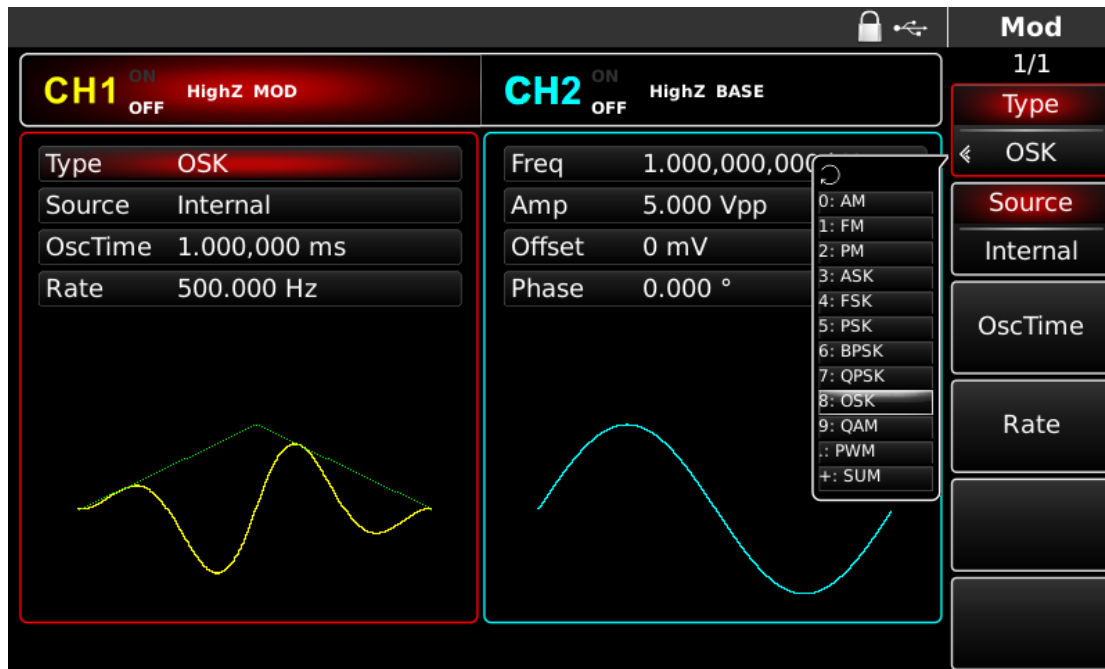 Mod
1/1
CH1 ON OFF HighZ MOD
CH2 ON OFF HighZ BASE
Type OSK
Source Internal
OscTime 1.000,000 ms
Rate 500.000 Hz
Freq 1.000,000,000
Amp 5.000 Vpp
Offset 0 mV
Phase 0.000 °
0: AM
1: FM
2: PM
3: ASK
4: FSK
5: PSK
6: BPSK
7: QPSK
8: OSK
9: QAM
.: PWM
+: SUM
Type
OSK
Source
Internal
OscTime
Rate